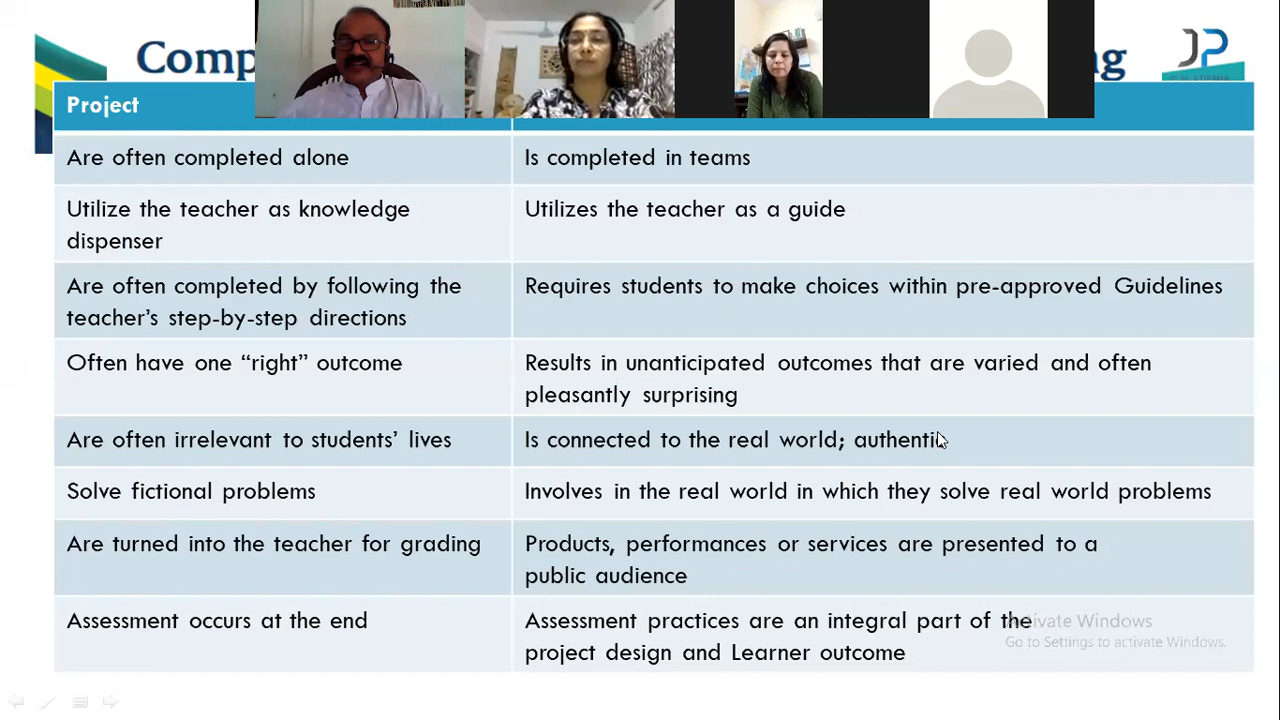 Comp ng
JP
Project
Are often completed alone
Is completed in teams
Utilize the teacher as knowledge
dispenser
Utilizes the teacher as a guide
Are often completed by following the
teacher’s step-by-step directions
Requires students to make choices within pre-approved Guidelines
Often have one “right” outcome
Results in unanticipated outcomes that are varied and often
pleasantly surprising
Are often irrelevant to students’ lives
Is connected to the real world; authenti
Solve fictional problems
Involves in the real world in which they solve real world problems
Are turned into the teacher for grading
Products, performances or services are presented to a
public audience
Assessment occurs at the end
Assessment practices are an integral part of the
project design and Learner outcome
Activate Windows
Go to Settings to activate Windows.